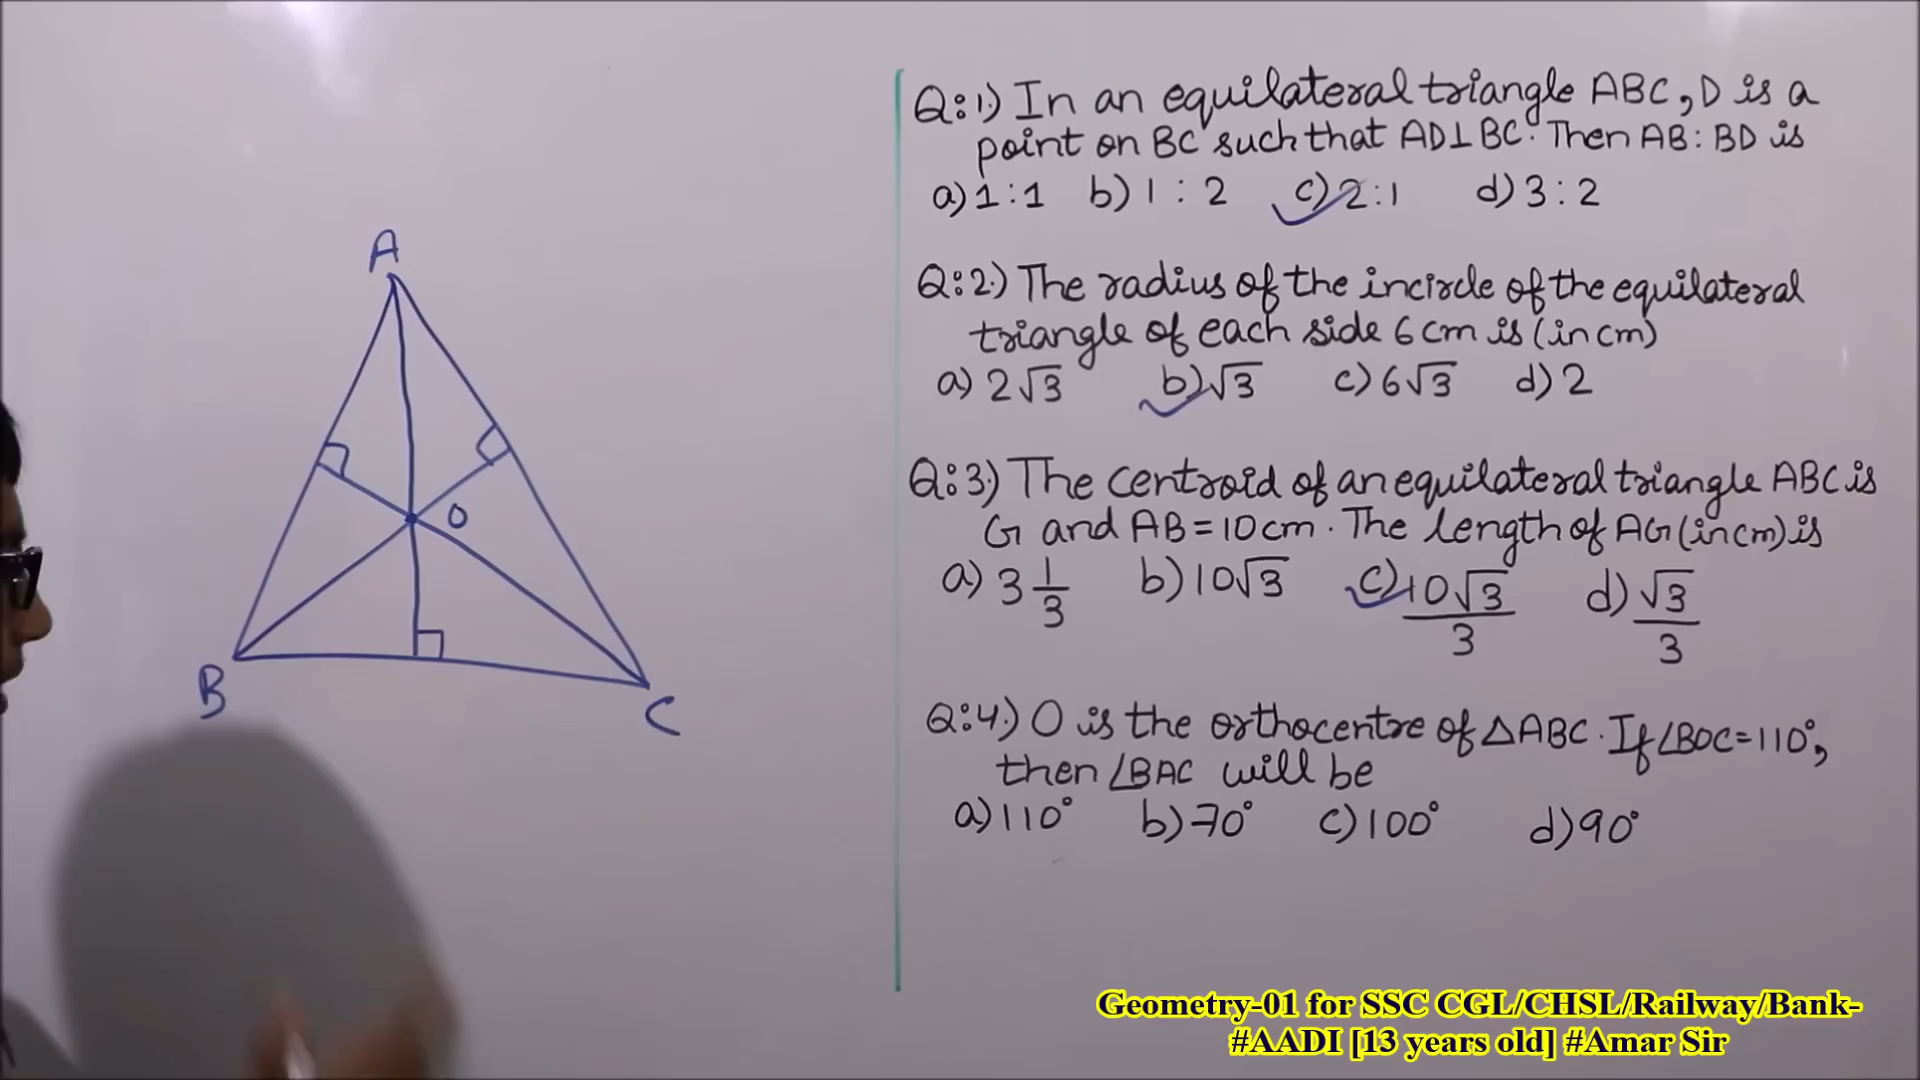 A
O
B
C
Q:1) In an equilateral triangle ABC, D is a
point on BC such that AD⊥BC. Then AB:BD is
a) 1:1 b) 1:2 c) 2:1 d) 3:2
Q:2) The radius of the incircle of the equilateral
triangle of each side 6 cm is (in cm)
a) 2√3 b) √3 c) 6√3 d) 2
Q:3) The centroid of an equilateral triangle ABC is
G and AB = 10 cm. The length of AG (in cm) is
a) 3 1/3 b) 10√3 c) 10√3/3 d) √3/3
Q:4) O is the orthocentre of △ABC. If ∠BOC = 110°,
then ∠BAC will be
a) 110° b) 70° c) 100° d) 90°
Geometry-01 for SSC CGL/CHSL/Railway/Bank-
#AADI [13 years old] #Amar Sir